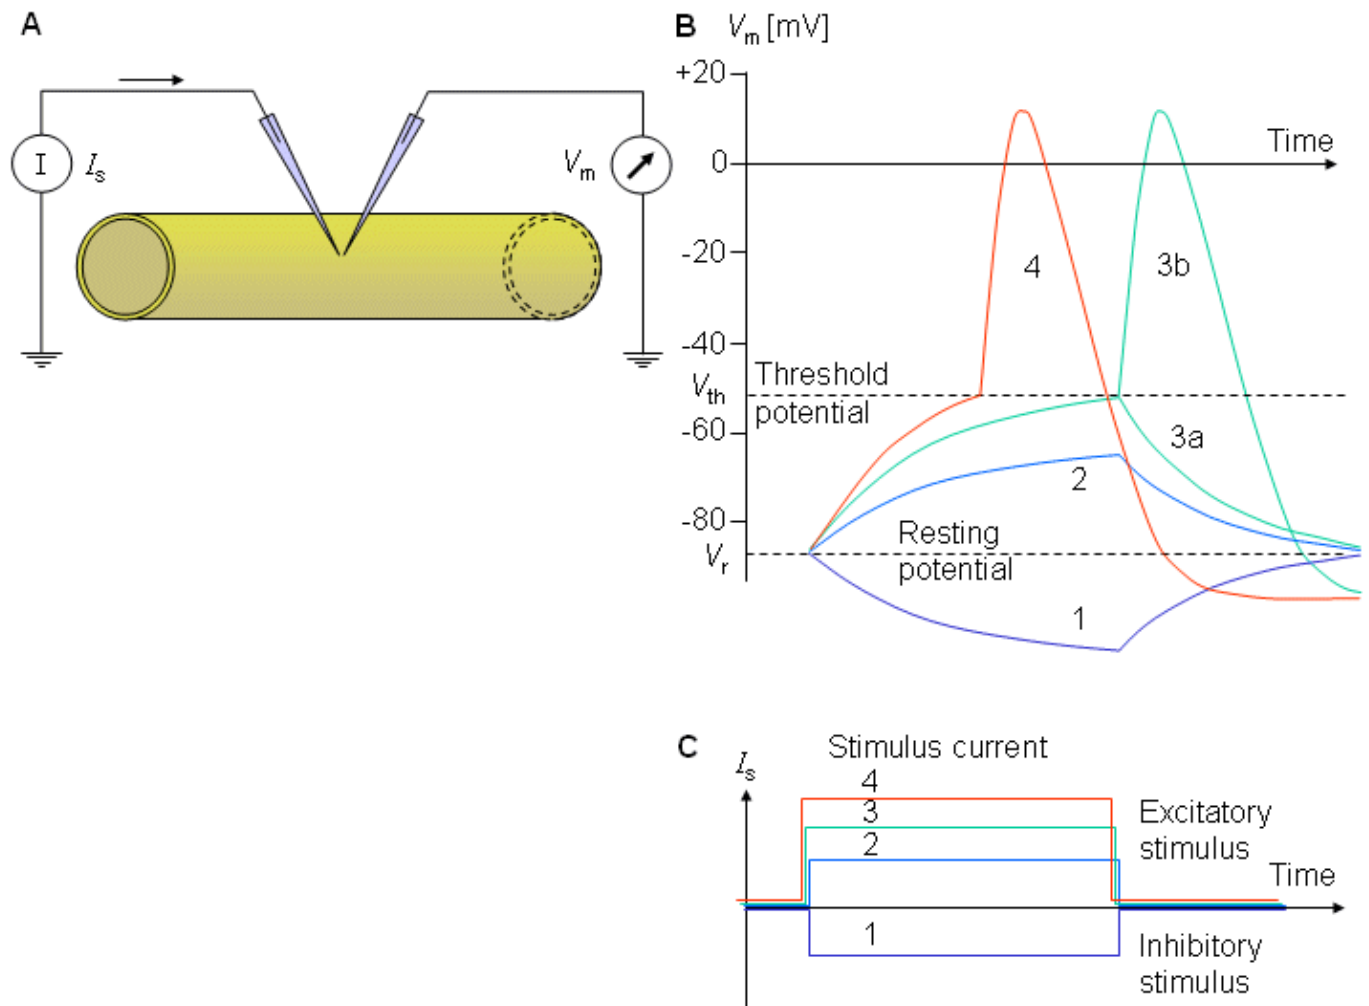 A
I
Is
Vm
B Vm [mV]
+20
Time
0
-20
4
3b
-40
Vth
Threshold
potential
-60
3a
2
-80
Resting
Vr
potential
1
C
Stimulus current
Is
4
3
Excitatory
2
stimulus
Time
1
Inhibitory
stimulus